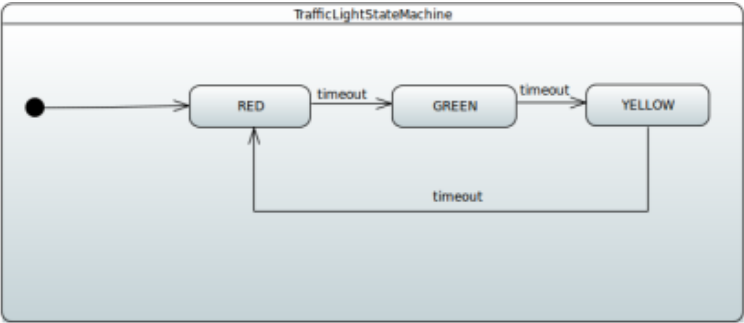 TrafficLightStateMachine
timeout
timeout
RED
GREEN
YELLOW
timeout